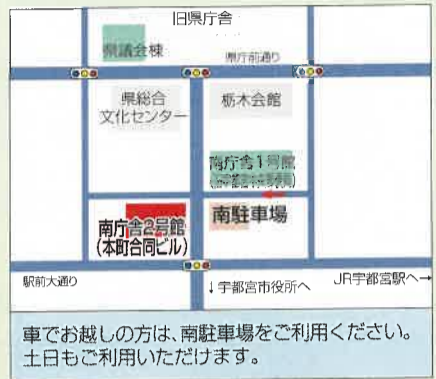 旧県庁舎
県議会棟
県庁前通り
県総合
文化センター
栃木会館
南庁舎1号館
南駐車場
南庁舎2号館
(本町合同ビル)
駅前大通り
↓宇都宮市役所へ
JR宇都宮駅へ→
車でお越しの方は、南駐車場をご利用ください。
土日もご利用いただけます。